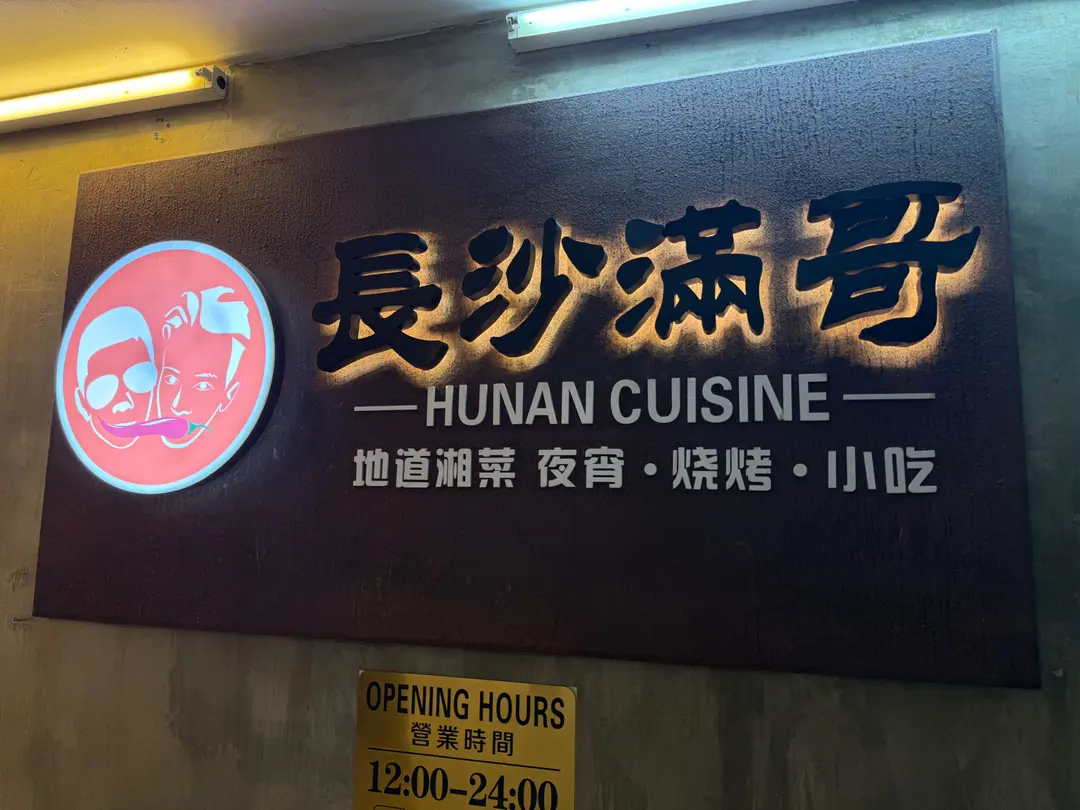 長沙滿哥
HUNAN CUISINE
地道湘菜 夜宵·烧烤·小吃
OPENING HOURS
營業時間
12:00-24:00